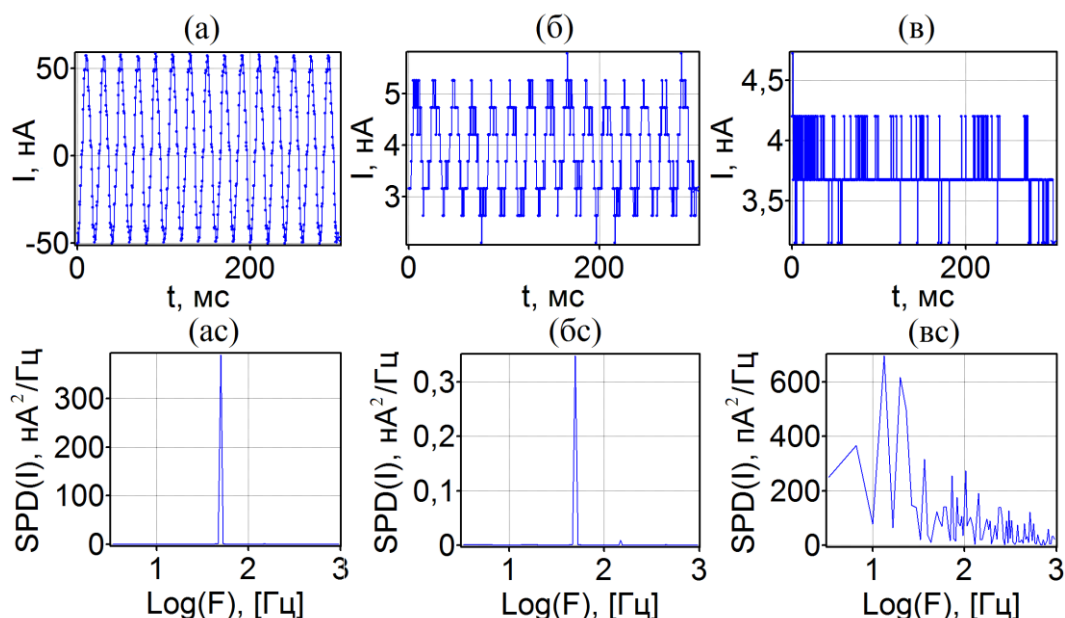 (а)
I, нА
50
0
-50
0
200
t, мс
(б)
I, нА
5
4
3
0
200
t, мс
(в)
I, нА
4,5
4
3,5
0
200
t, мс
(ас)
SPD(I), нА²/Гц
300
200
100
0
1
2
3
Log(F), [Гц]
(бс)
SPD(I), нА²/Гц
0,3
0,2
0,1
0
1
2
3
Log(F), [Гц]
(вс)
SPD(I), пА²/Гц
600
400
200
0
1
2
3
Log(F), [Гц]